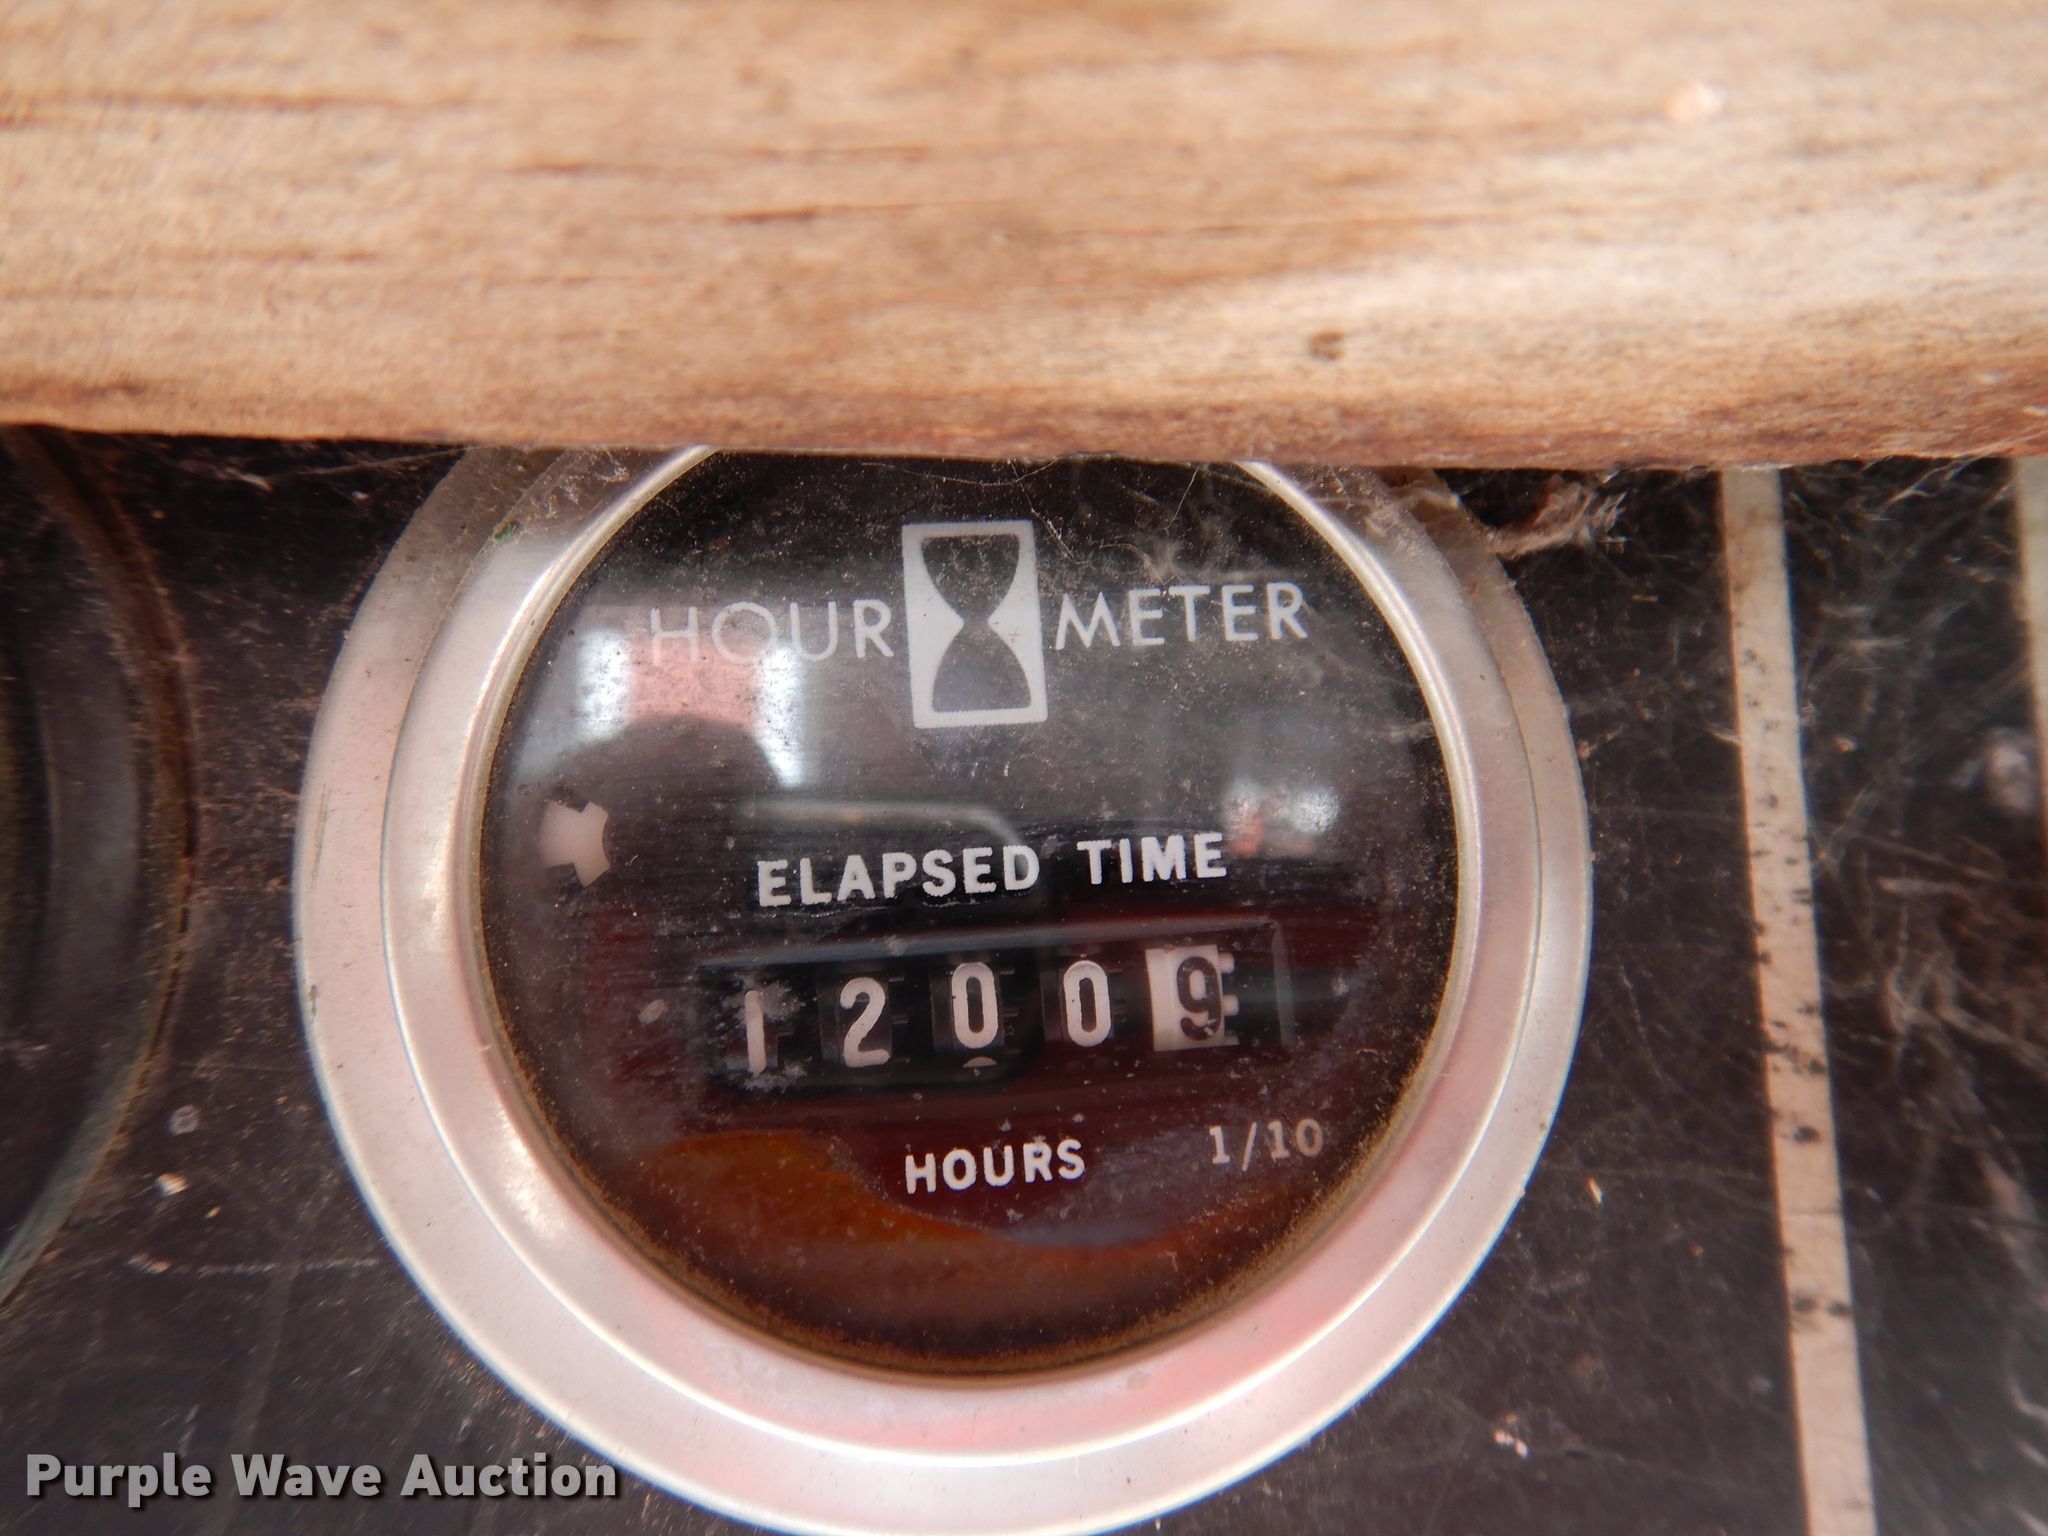 HOUR METER
ELAPSED TIME
12009
HOURS 1/10
Purple Wave Auction